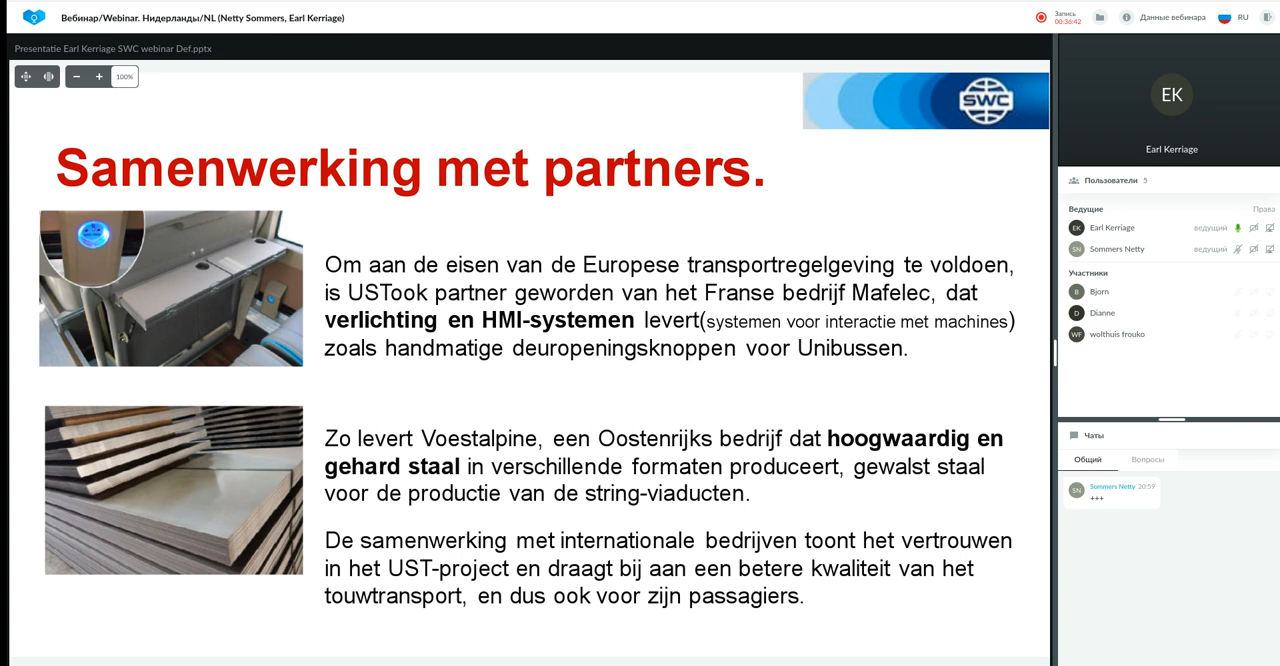 Вебинар/Webinar. Нидерланды/NL (Netty Sommers, Earl Kerriage)
Запись
00:36:42
Данные вебинара
RU
Presentatie Earl Kerriage SWC webinar Def.pptx
100%
SWC
Samenwerking met partners.
Om aan de eisen van de Europese transportregelgeving te voldoen,
is USTook partner geworden van het Franse bedrijf Mafelec, dat
verlichting en HMI-systemen levert(systemen voor interactie met machines)
zoals handmatige deuropeningsknoppen voor Unibussen.
Zo levert Voestalpine, een Oostenrijks bedrijf dat hoogwaardig en
gehard staal in verschillende formaten produceert, gewalst staal
voor de productie van de string-viaducten.
De samenwerking met internationale bedrijven toont het vertrouwen
in het UST-project en draagt bij aan een betere kwaliteit van het
touwtransport, en dus ook voor zijn passagiers.
EK
Earl Kerriage
Пользователи 5
Ведущие Права
EK Earl Kerriage ведущий
SN Sommers Netty ведущий
Участники
B Bjorn
D Dianne
WF wolthuis frouko
Чаты
Общий Вопросы
SN Sommers Netty 20:59
+++